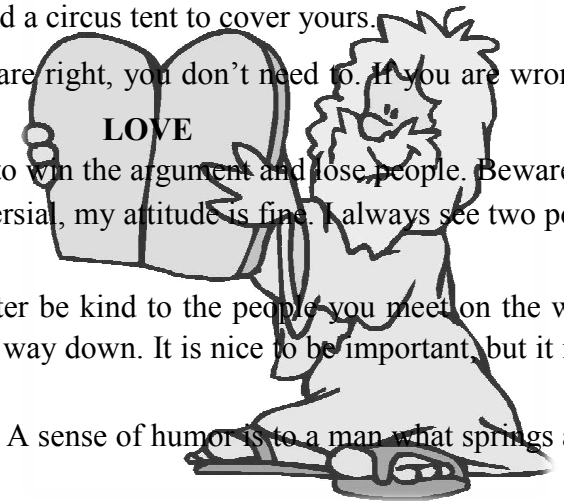 d a circus tent to cover yours.
are right, you don’t need to. If you are wron
LOVE
to win the argument and lose people. Beware
ersial, my attitude is fine. I always see two po
ter be kind to the people you meet on the w
way down. It is nice to be important, but it i
A sense of humor is to a man what springs a